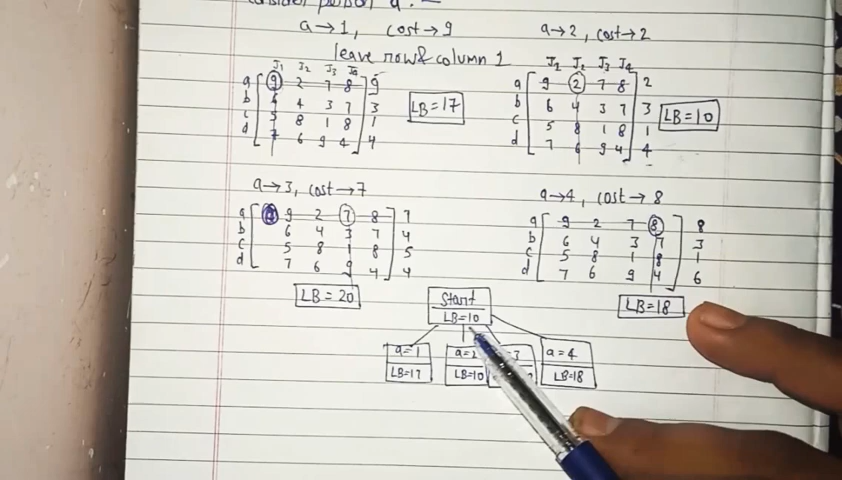 consider person a. -
a→1, cost→9
a→2, cost→2
leave row & column 1
J1 J2 J3 J4
a 9 2 7 8 9
b 6 4 3 7 3
c 5 8 1 8 1
d 7 6 9 4 4
LB=17
J1 J2 J3 J4
a 9 2 7 8 2
b 6 4 3 7 3
c 5 8 1 8 1
d 7 6 9 4 4
LB=10
a→3, cost→7
a 9 2 7 8 7
b 6 4 3 7 4
c 5 8 1 8 5
d 7 6 9 4 4
LB=20
a→4, cost→8
a 9 2 7 8 8
b 6 4 3 7 3
c 5 8 1 8 1
d 7 6 9 4 6
LB=18
Start
LB=10
a=1
LB=17
a=2
LB=10
=3
a=4
LB=18